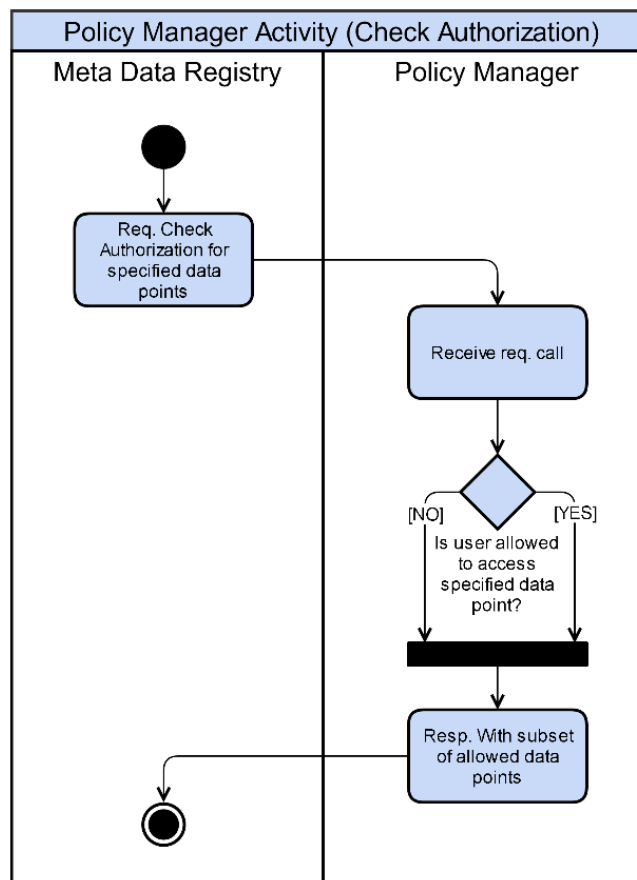 Policy Manager Activity (Check Authorization)
Meta Data Registry
Policy Manager
Req. Check
Authorization for
specified data
points
Receive req. call
[NO]
[YES]
Is user allowed
to access
specified data
point?
Resp. With subset
of allowed data
points